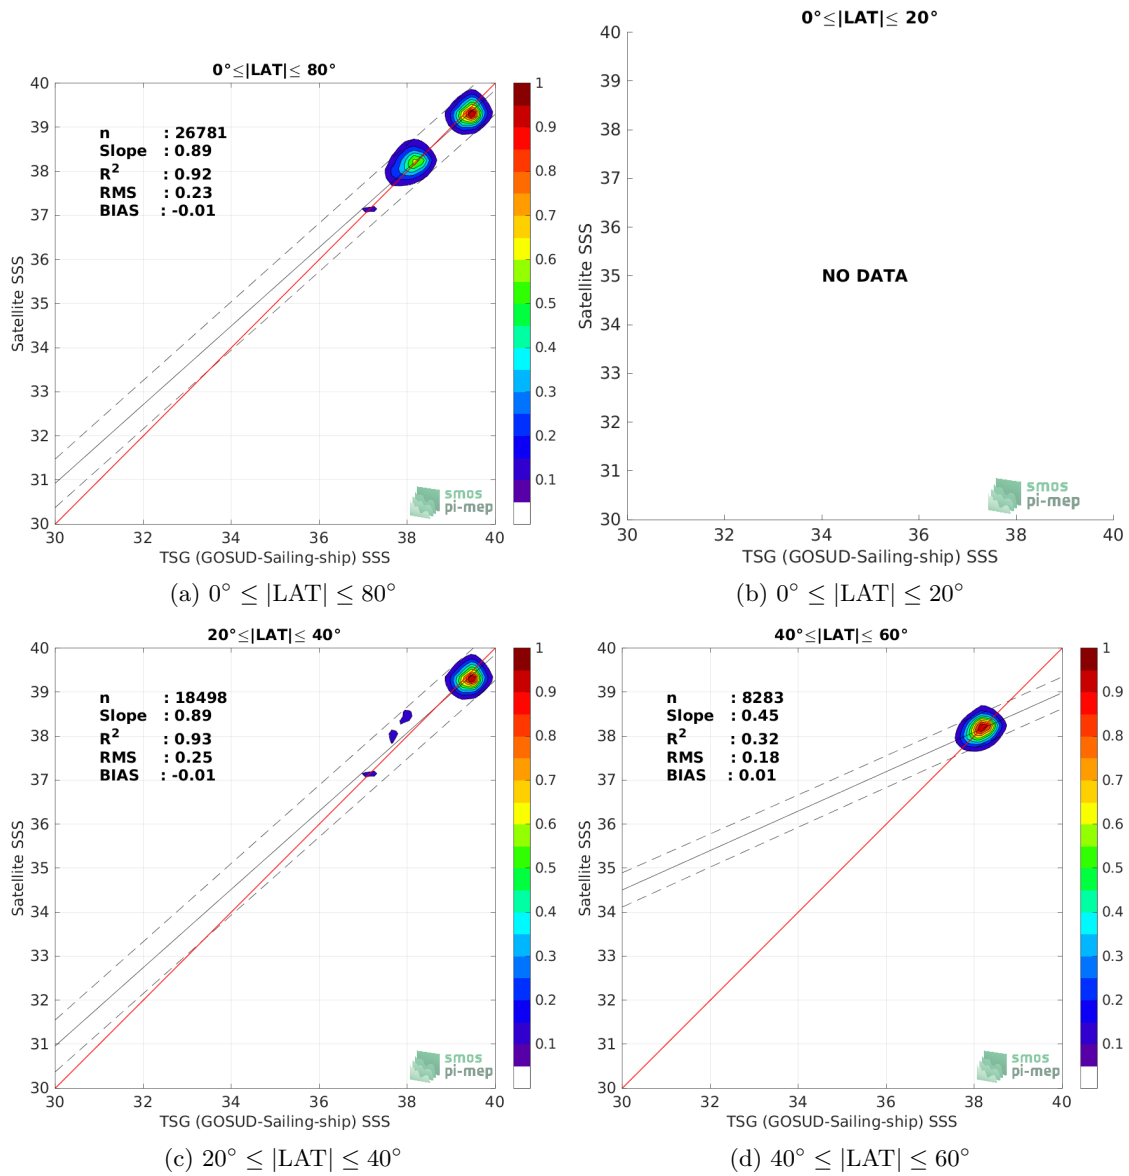 0°≤|LAT|≤ 80°
40
39
38
37
36
35
34
33
32
31
30
n : 26781
Slope : 0.89
R2 : 0.92
RMS : 0.23
BIAS : -0.01
1
0.9
0.8
0.7
0.6
0.5
0.4
0.3
0.2
0.1
smos
pi-mep
30 32 34 36 38 40
Satellite SSS
TSG (GOSUD-Sailing-ship) SSS
(a) 0° ≤ |LAT| ≤ 80°
0°≤|LAT|≤ 20°
40
39
38
37
36
35
34
33
32
31
30
NO DATA
smos
pi-mep
30 32 34 36 38 40
Satellite SSS
TSG (GOSUD-Sailing-ship) SSS
(b) 0° ≤ |LAT| ≤ 20°
20°≤|LAT|≤ 40°
40
39
38
37
36
35
34
33
32
31
30
n : 18498
Slope : 0.89
R2 : 0.93
RMS : 0.25
BIAS : -0.01
1
0.9
0.8
0.7
0.6
0.5
0.4
0.3
0.2
0.1
smos
pi-mep
30 32 34 36 38 40
Satellite SSS
TSG (GOSUD-Sailing-ship) SSS
(c) 20° ≤ |LAT| ≤ 40°
40°≤|LAT|≤ 60°
40
39
38
37
36
35
34
33
32
31
30
n : 8283
Slope : 0.45
R2 : 0.32
RMS : 0.18
BIAS : 0.01
1
0.9
0.8
0.7
0.6
0.5
0.4
0.3
0.2
0.1
smos
pi-mep
30 32 34 36 38 40
Satellite SSS
TSG (GOSUD-Sailing-ship) SSS
(d) 40° ≤ |LAT| ≤ 60°